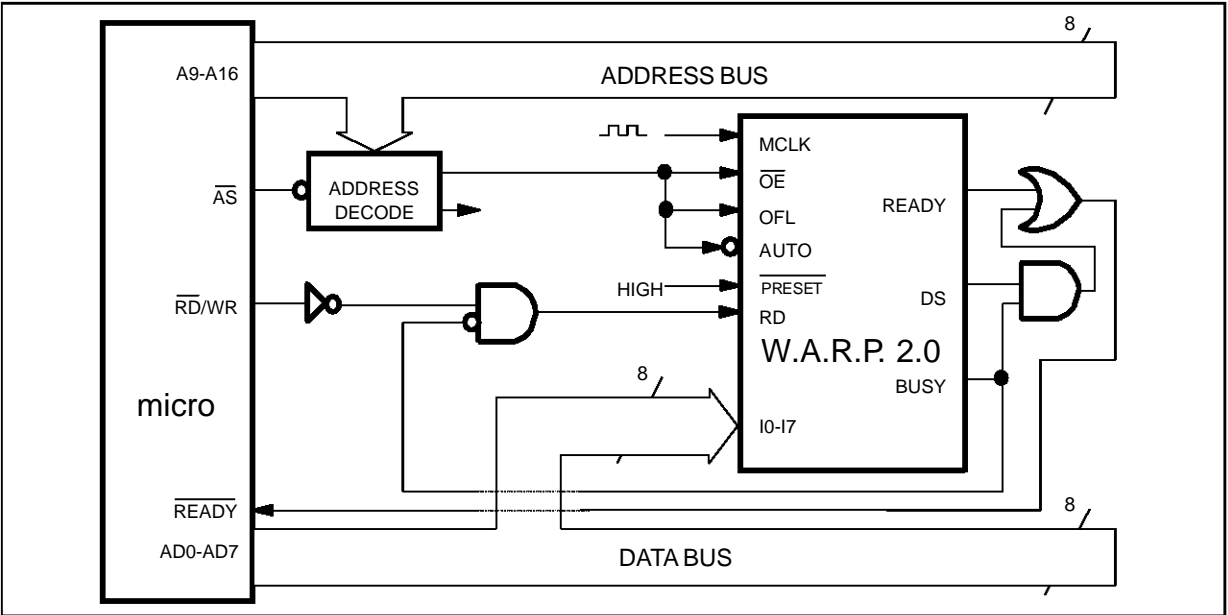 8
A9-A16
ADDRESS BUS
MCLK
AS
ADDRESS
DECODE
OE
READY
OFL
AUTO
HIGH
PRESET
RD/WR
RD
DS
W.A.R.P. 2.0
8
BUSY
micro
I0-I7
READY
8
AD0-AD7
DATA BUS